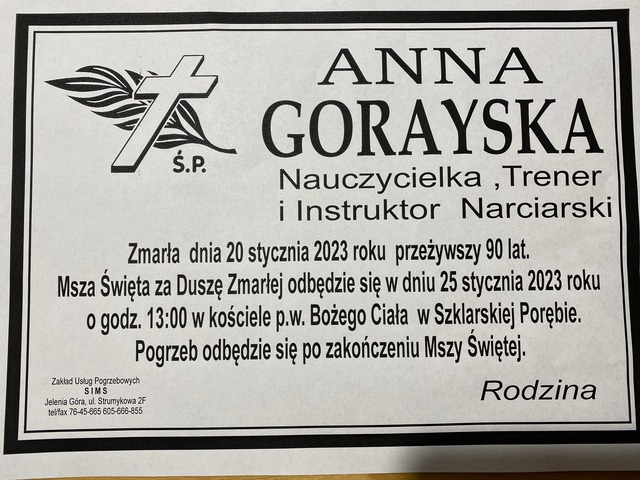 ANNA
GORAYSKA
Ś.P.
Nauczycielka ,Trener
i Instruktor Narciarski
Zmarła dnia 20 stycznia 2023 roku przeżywszy 90 lat.
Msza Święta za Duszę Zmarłej odbędzie się w dniu 25 stycznia 2023 roku
o godz. 13:00 w kościele p.w. Bożego Ciała w Szklarskiej Porębie.
Pogrzeb odbędzie się po zakończeniu Mszy Świętej.
Zakład Usług Pogrzebowych
SIMS
Jelenia Góra, ul. Strumykowa 2F
tel/fax 76-45-665 605-666-855
Rodzina